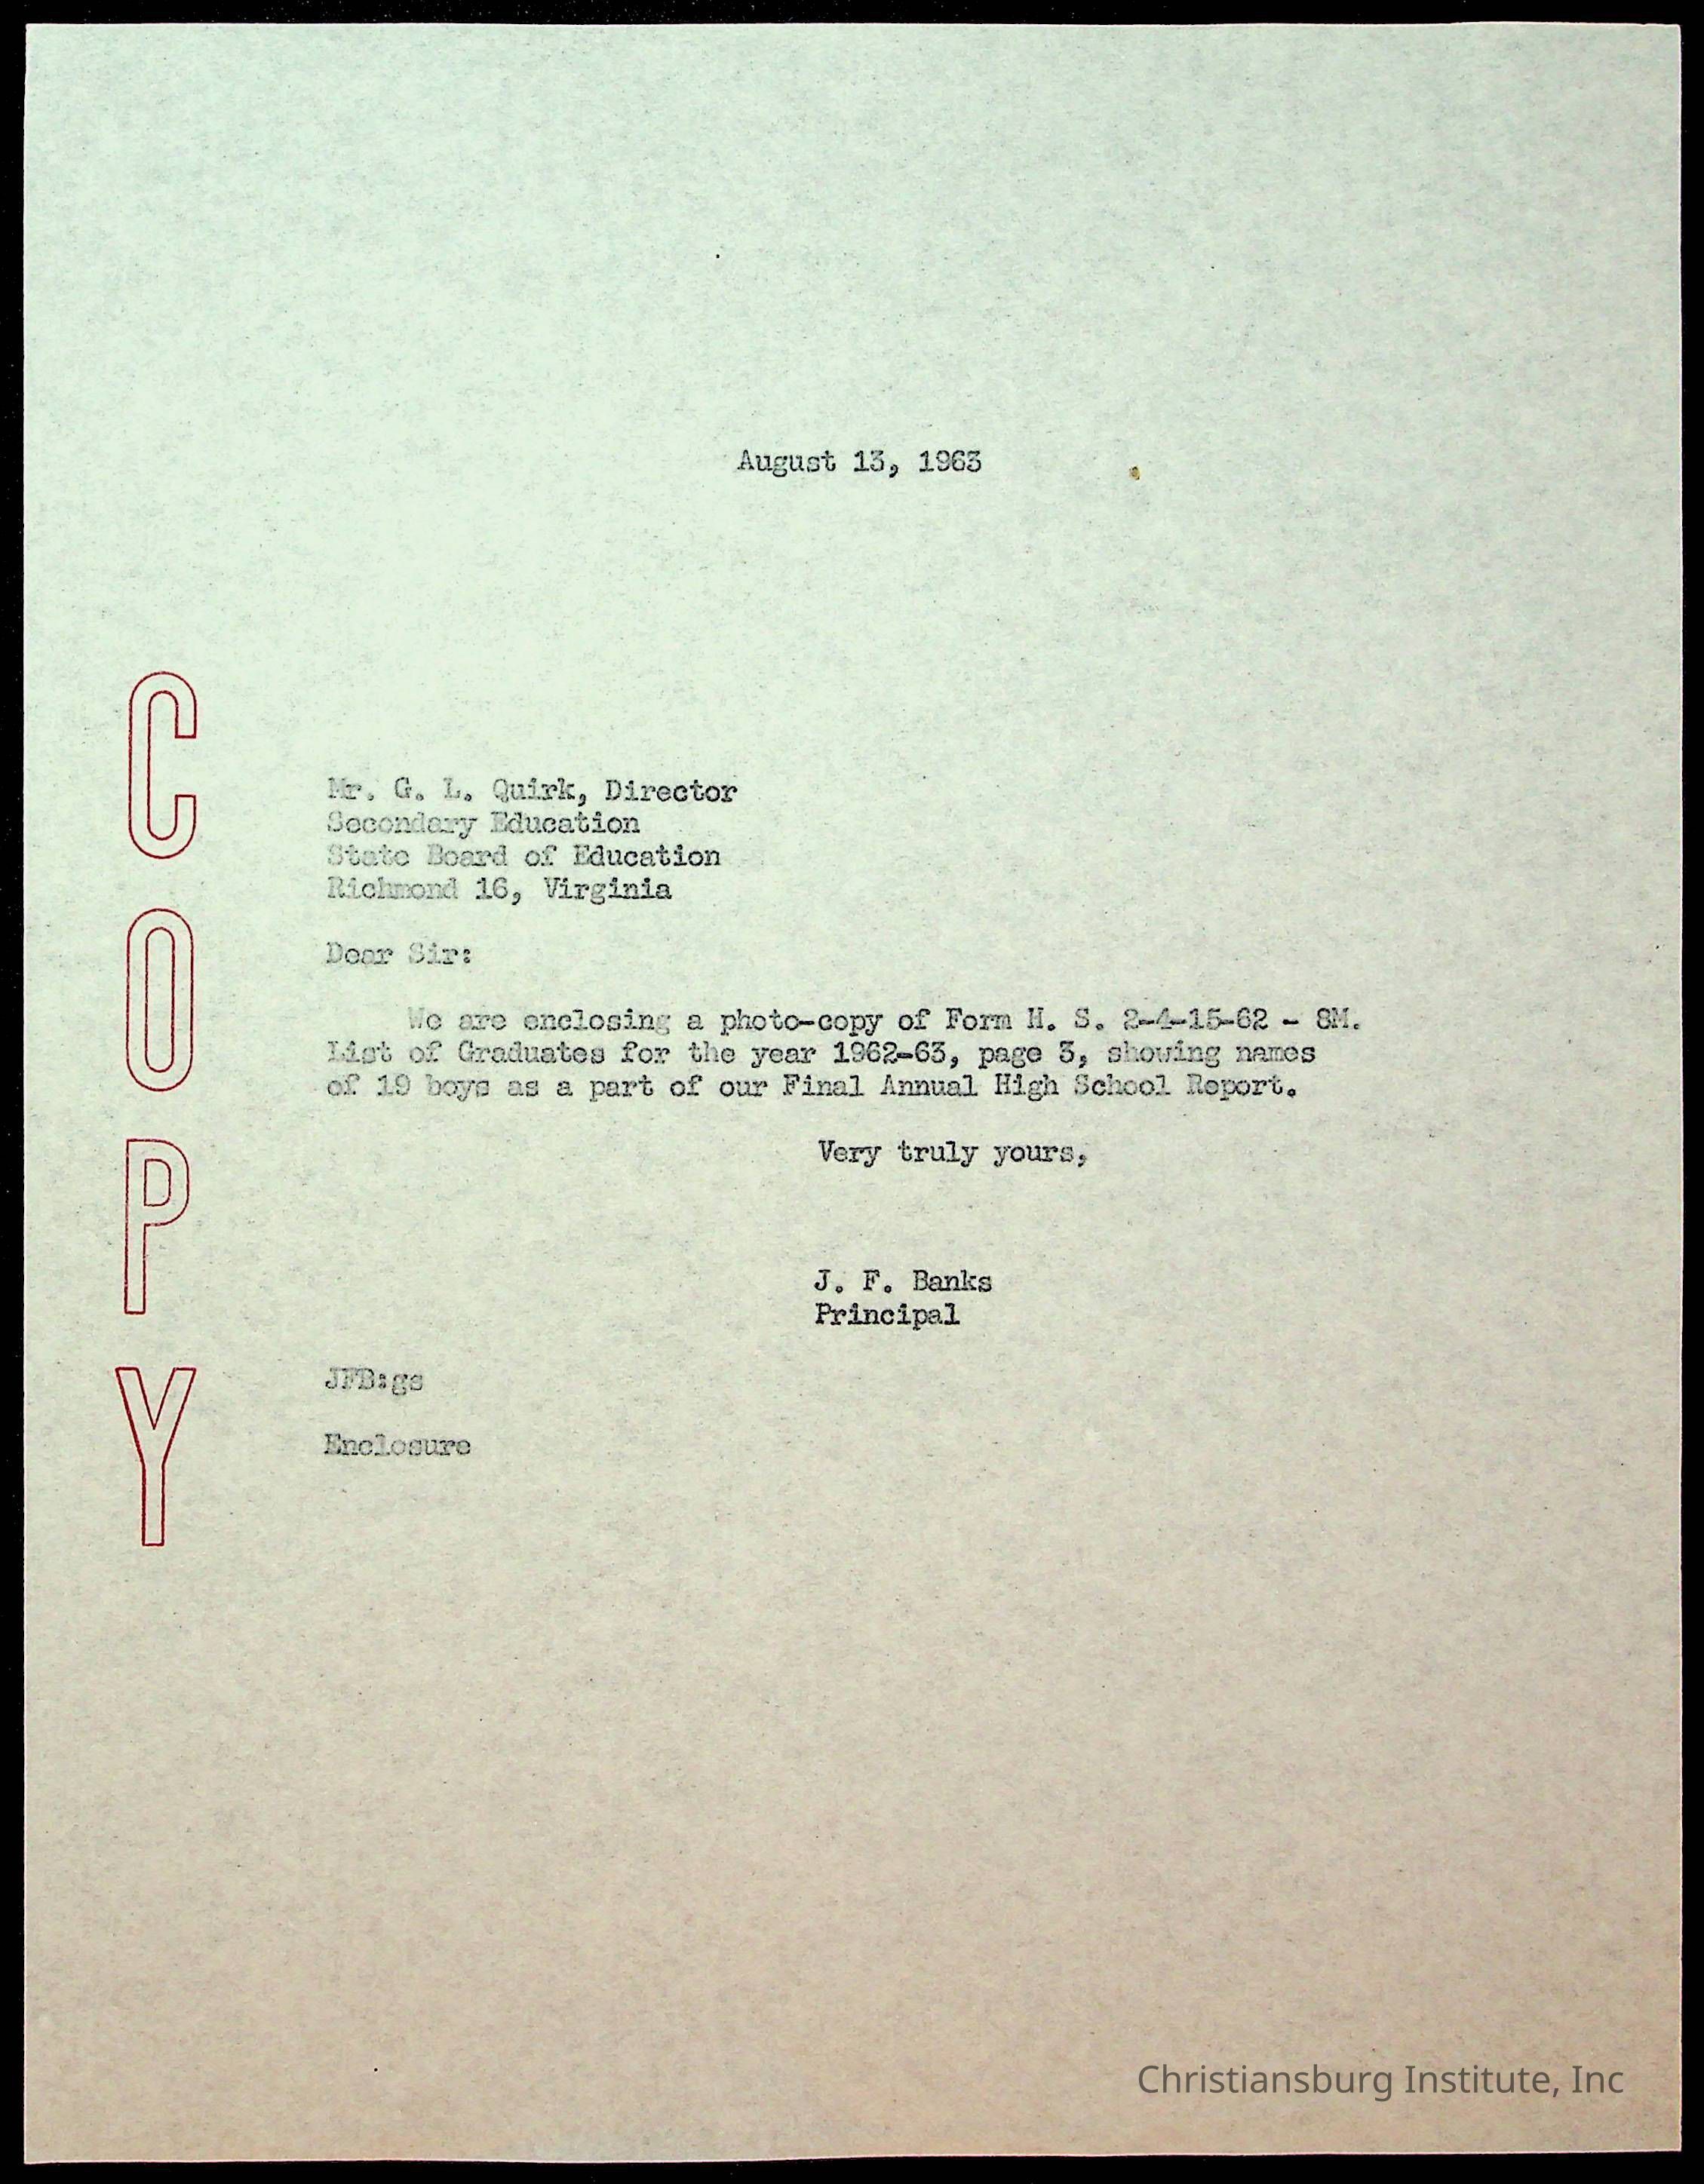 August 13, 1963
COPY
Mr. G. L. Quirk, Director
Secondary Education
State Board of Education
Richmond 16, Virginia
Dear Sir:
We are enclosing a photo-copy of Form H. S. 2-4-15-62 - 8M.
List of Graduates for the year 1962-63, page 3, showing names
of 19 boys as a part of our Final Annual High School Report.
Very truly yours,
J. F. Banks
Principal
JFB:gs
Enclosure
Christiansburg Institute, Inc